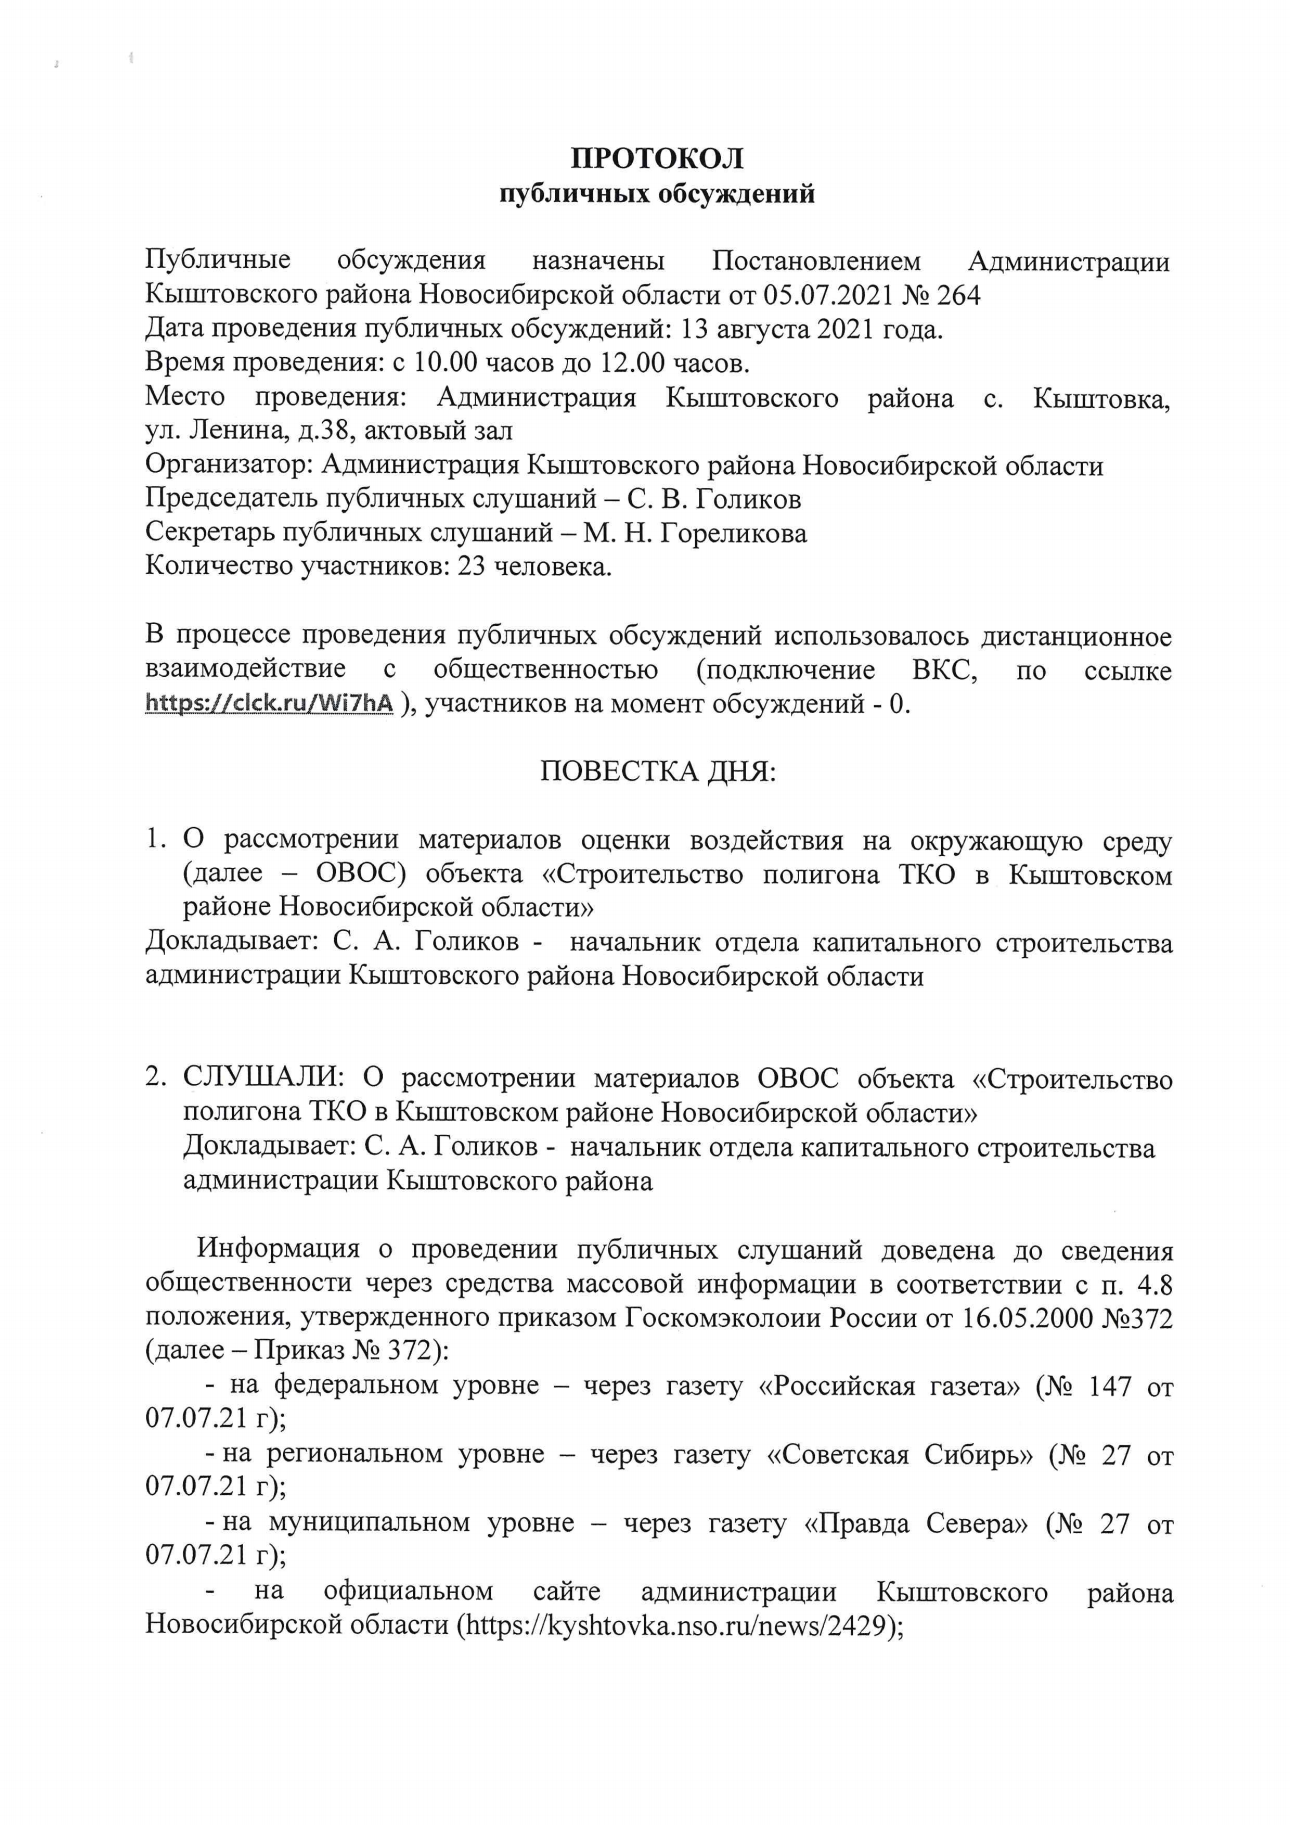 ПРОТОКОЛ
публичных обсуждений
Публичные обсуждения назначены Постановлением Администрации
Кыштовского района Новосибирской области от 05.07.2021 № 264
Дата проведения публичных обсуждений: 13 августа 2021 года.
Время проведения: с 10.00 часов до 12.00 часов.
Место проведения: Администрация Кыштовского района с. Кыштовка,
ул. Ленина, д.38, актовый зал
Организатор: Администрация Кыштовского района Новосибирской области
Председатель публичных слушаний – С. В. Голиков
Секретарь публичных слушаний – М. Н. Гореликова
Количество участников: 23 человека.
В процессе проведения публичных обсуждений использовалось дистанционное
взаимодействие с общественностью (подключение ВКС, по ссылке
https://clck.ru/Wi7hA ), участников на момент обсуждений - 0.
ПОВЕСТКА ДНЯ:
1. О рассмотрении материалов оценки воздействия на окружающую среду
(далее – ОВОС) объекта «Строительство полигона ТКО в Кыштовском
районе Новосибирской области»
Докладывает: С. А. Голиков - начальник отдела капитального строительства
администрации Кыштовского района Новосибирской области
2. СЛУШАЛИ: О рассмотрении материалов ОВОС объекта «Строительство
полигона ТКО в Кыштовском районе Новосибирской области»
Докладывает: С. А. Голиков - начальник отдела капитального строительства
администрации Кыштовского района
Информация о проведении публичных слушаний доведена до сведения
общественности через средства массовой информации в соответствии с п. 4.8
положения, утвержденного приказом Госкомэколоии России от 16.05.2000 №372
(далее – Приказ № 372):
- на федеральном уровне – через газету «Российская газета» (№ 147 от
07.07.21 г);
- на региональном уровне – через газету «Советская Сибирь» (№ 27 от
07.07.21 г);
- на муниципальном уровне – через газету «Правда Севера» (№ 27 от
07.07.21 г);
- на официальном сайте администрации Кыштовского района
Новосибирской области (https://kyshtovka.nso.ru/news/2429);